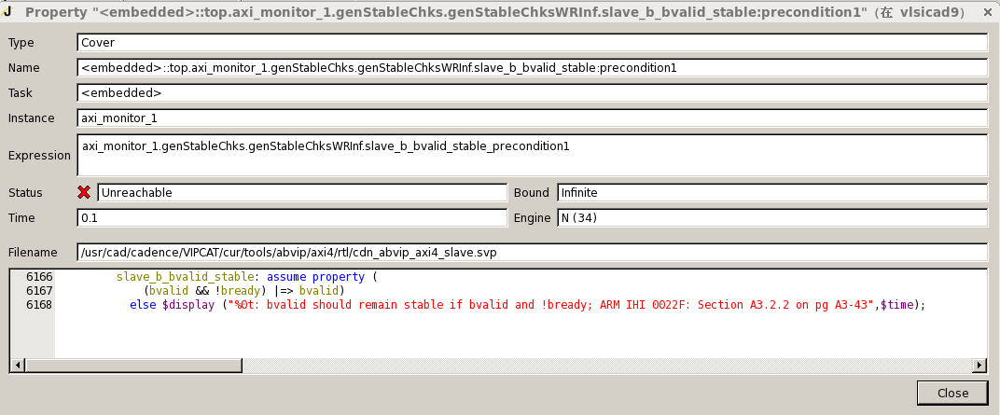 Property "<embedded>::top.axi_monitor_1.genStableChks.genStableChksWRInf.slave_b_bvalid_stable:precondition1" (在 vlsicad9)
Type Cover
Name <embedded>::top.axi_monitor_1.genStableChks.genStableChksWRInf.slave_b_bvalid_stable:precondition1
Task <embedded>
Instance axi_monitor_1
Expression axi_monitor_1.genStableChks.genStableChksWRInf.slave_b_bvalid_stable_precondition1
Status Unreachable Bound Infinite
Time 0.1 Engine N (34)
Filename /usr/cad/cadence/VIPCAT/cur/tools/abvip/axi4/rtl/cdn_abvip_axi4_slave.svp
6166 slave_b_bvalid_stable: assume property (
6167 (bvalid && !bready) |=> bvalid)
6168 else $display ("%0t: bvalid should remain stable if bvalid and !bready; ARM IHI 0022F: Section A3.2.2 on pg A3-43",$time);
Close